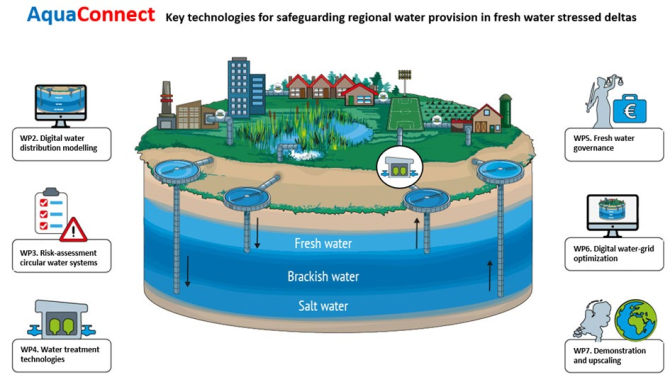 AquaConnect Key technologies for safeguarding regional water provision in fresh water stressed deltas
WP2. Digital water
distribution modelling
WP3. Risk-assessment
circular water systems
WP4. Water treatment
technologies
Fresh water
Brackish water
Salt water
WP5. Fresh water
governance
WP6. Digital water-grid
optimization
WP7. Demonstration
and upscaling